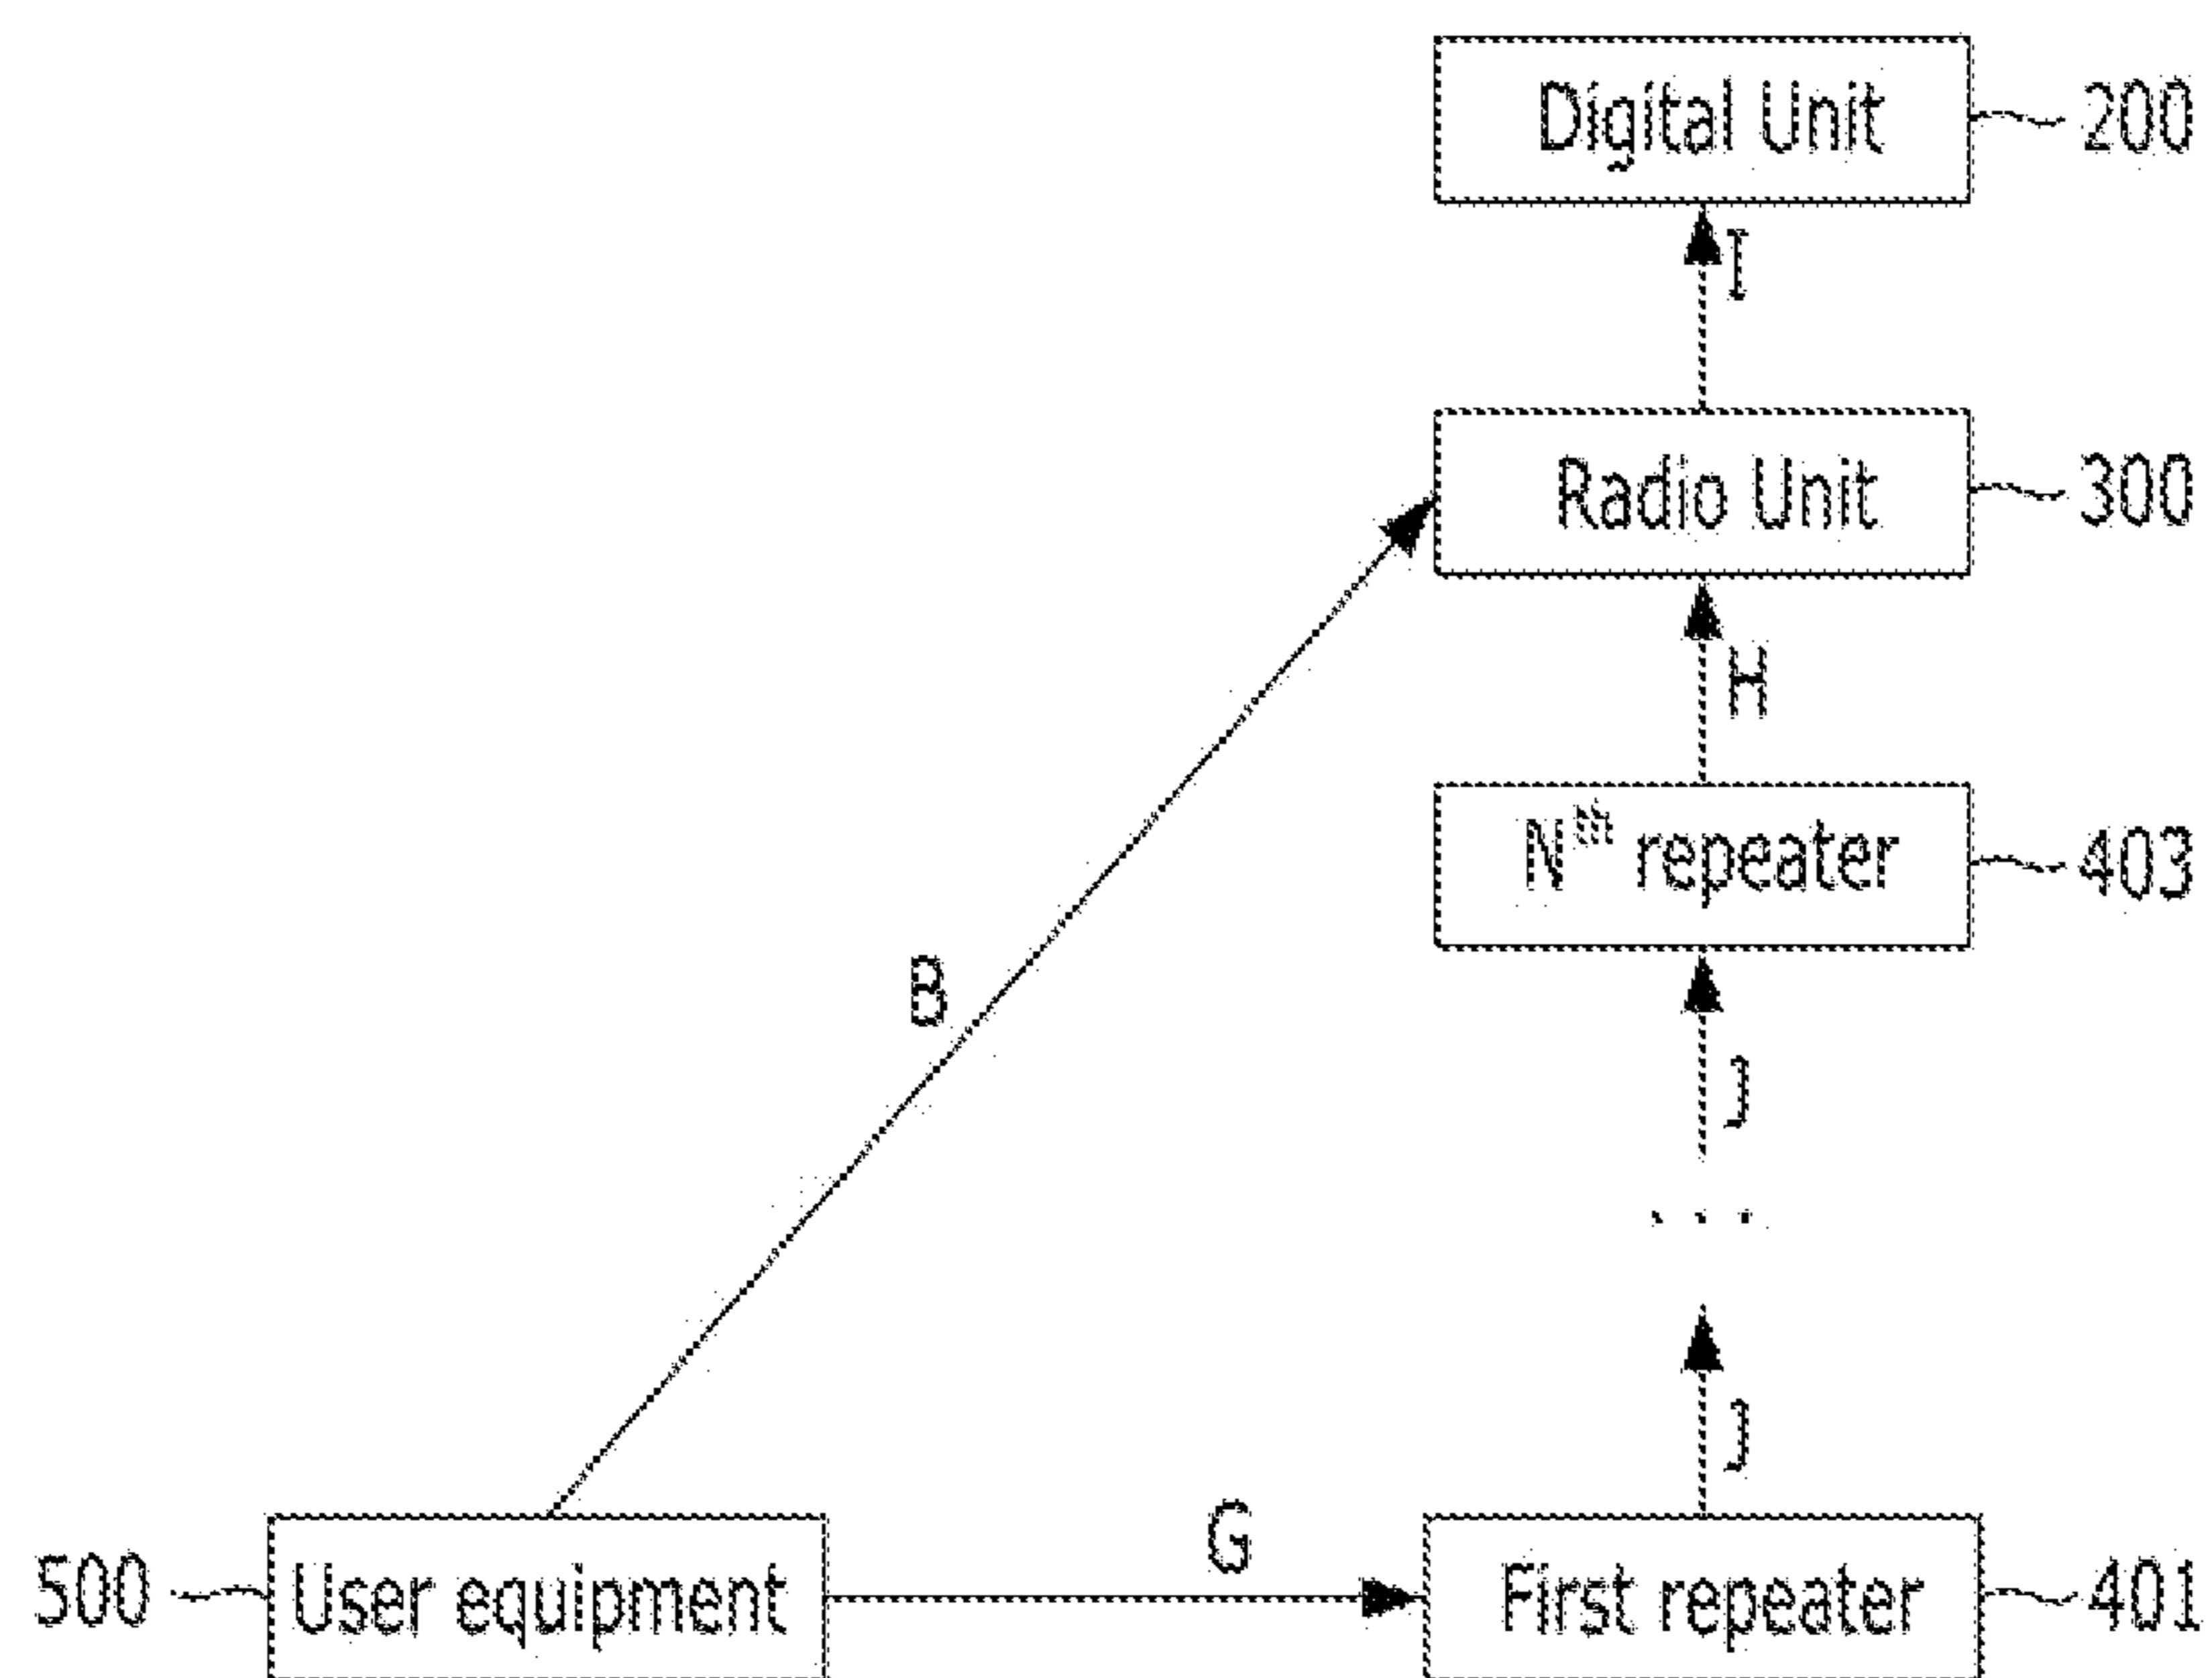 Digital Unit 200
I
Radio Unit 300
H
Nth repeater 403
B
J
...
J
G
500 User equipment
First repeater 401